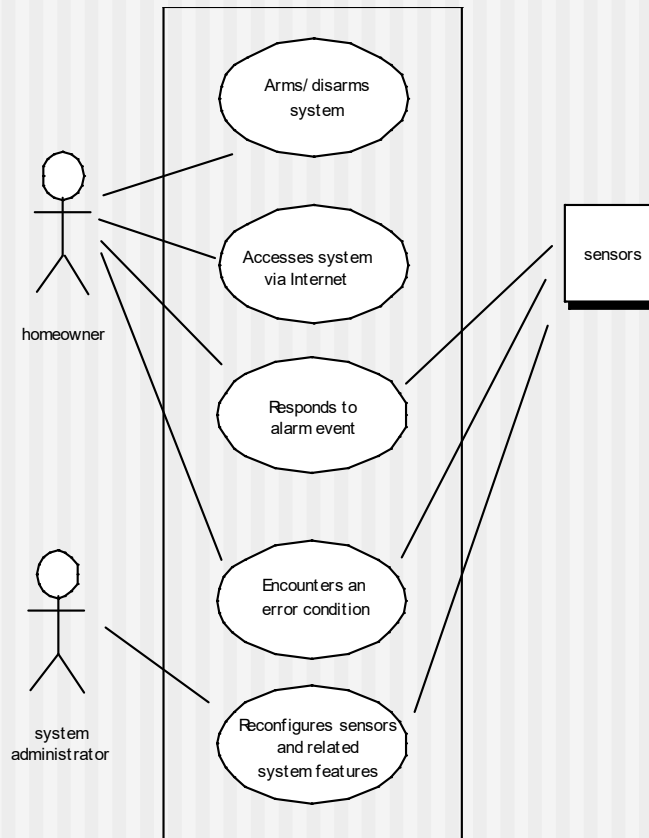 Arms/ disarms
system
Accesses system
via Internet
sensors
homeowner
Responds to
alarm event
Encounters an
error condition
system
administrator
Reconfigures sensors
and related
system features